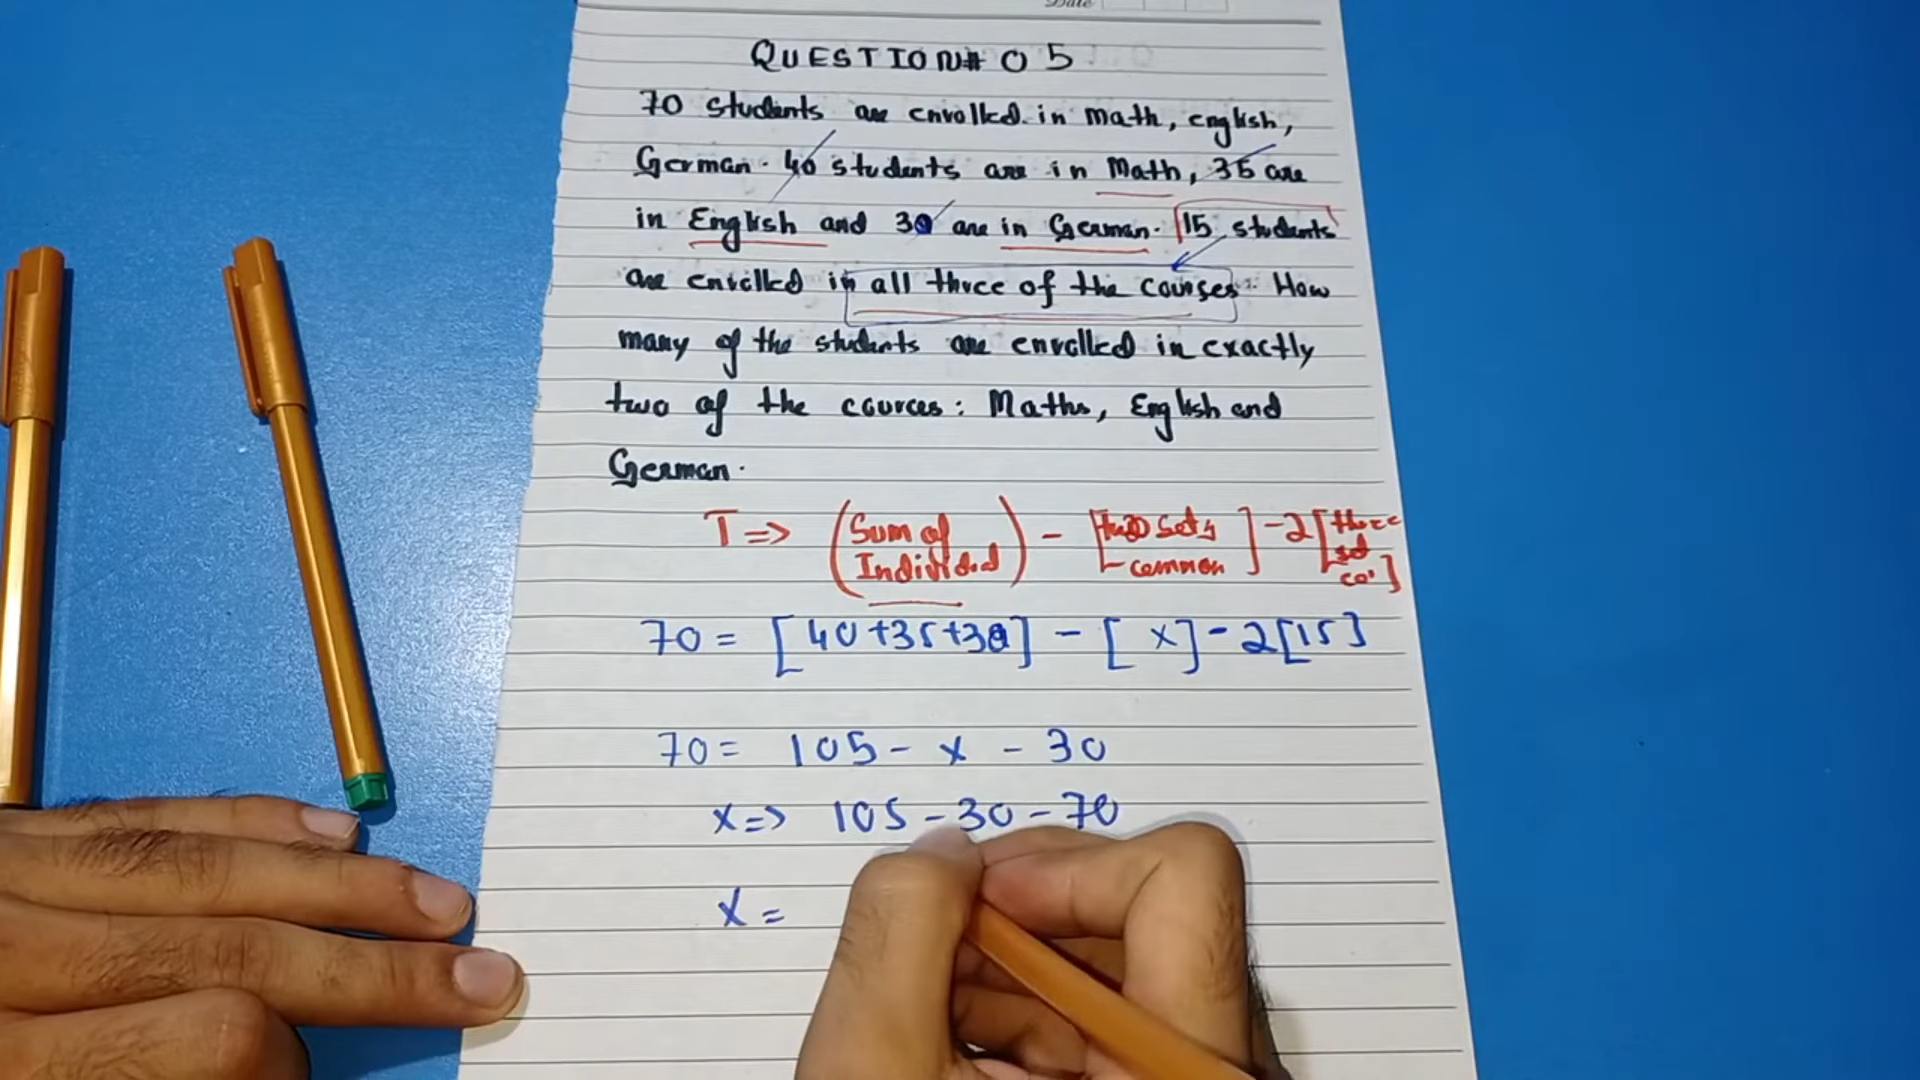 Date
QUESTION# 05
70 students are enrolled in math, english,
German. 40 students are in Math, 35 are
in English and 30 are in German. 15 students
are enrolled in all three of the courses. How
many of the students are enrolled in exactly
two of the cources: Maths, English and
German.
T => (Sum of Individed) - [two sets common] -2[three
70 = [40+35+30] - [x] - 2[15]
70 = 105 - x - 30
x => 105 - 30 - 70
x =